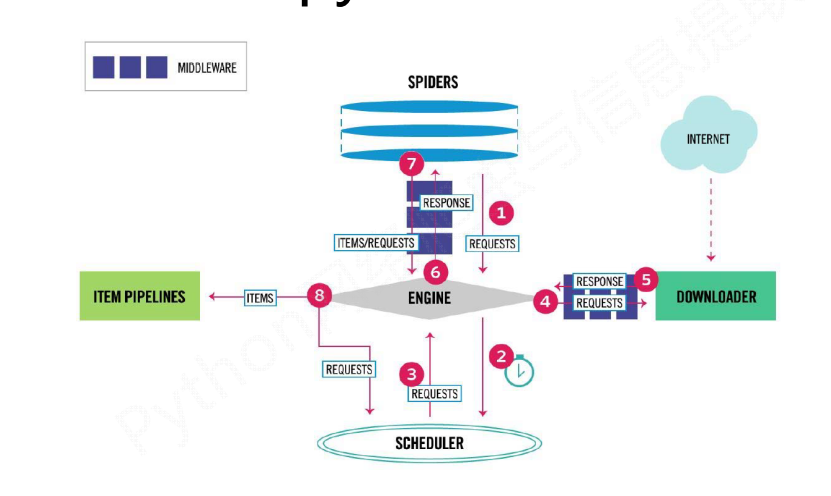 MIDDLEWARE
SPIDERS
INTERNET
7
RESPONSE
1
ITEMS/REQUESTS
REQUESTS
6
RESPONSE
5
ITEM PIPELINES
ITEMS
8
ENGINE
4
REQUESTS
DOWNLOADER
2
REQUESTS
3
REQUESTS
SCHEDULER